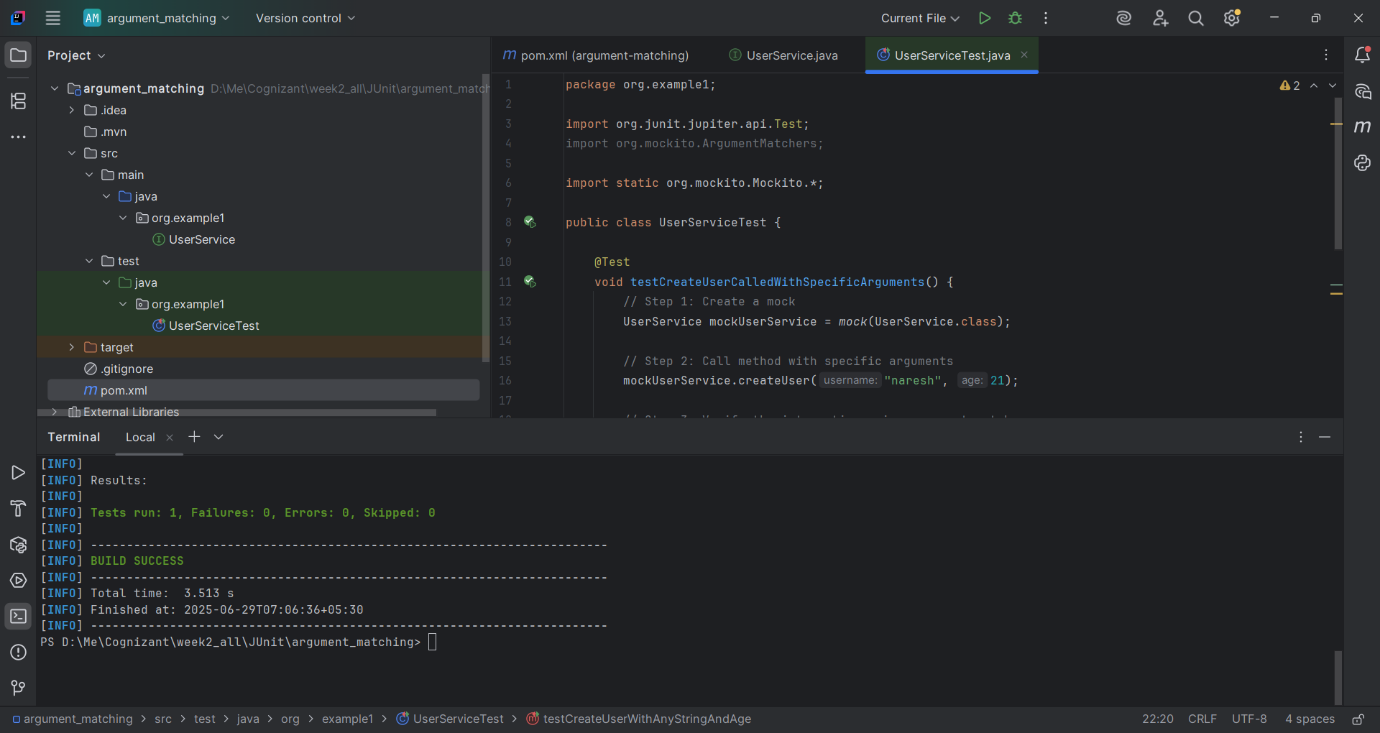 AM argument_matching Version control Current File
Project
argument_matching D:\Me\Cognizant\week2_all\JUnit\argument_matc
.idea
.mvn
src
main
java
org.example1
UserService
test
java
org.example1
UserServiceTest
target
.gitignore
pom.xml
External Libraries
pom.xml (argument-matching) UserService.java UserServiceTest.java
2
1 package org.example1;
2
3 import org.junit.jupiter.api.Test;
4 import org.mockito.ArgumentMatchers;
5
6 import static org.mockito.Mockito.*;
7
8 public class UserServiceTest {
9
10 @Test
11 void testCreateUserCalledWithSpecificArguments() {
12 // Step 1: Create a mock
13 UserService mockUserService = mock(UserService.class);
14
15 // Step 2: Call method with specific arguments
16 mockUserService.createUser( username: "naresh", age: 21);
17
Terminal Local
[INFO]
[INFO] Results:
[INFO]
[INFO] Tests run: 1, Failures: 0, Errors: 0, Skipped: 0
[INFO]
[INFO] ------------------------------------------------------------------------
[INFO] BUILD SUCCESS
[INFO] ------------------------------------------------------------------------
[INFO] Total time:  3.513 s
[INFO] Finished at: 2025-06-29T07:06:36+05:30
[INFO] ------------------------------------------------------------------------
PS D:\Me\Cognizant\week2_all\JUnit\argument_matching>
argument_matching > src > test > java > org > example1 > UserServiceTest > testCreateUserWithAnyStringAndAge 22:20 CRLF UTF-8 4 spaces